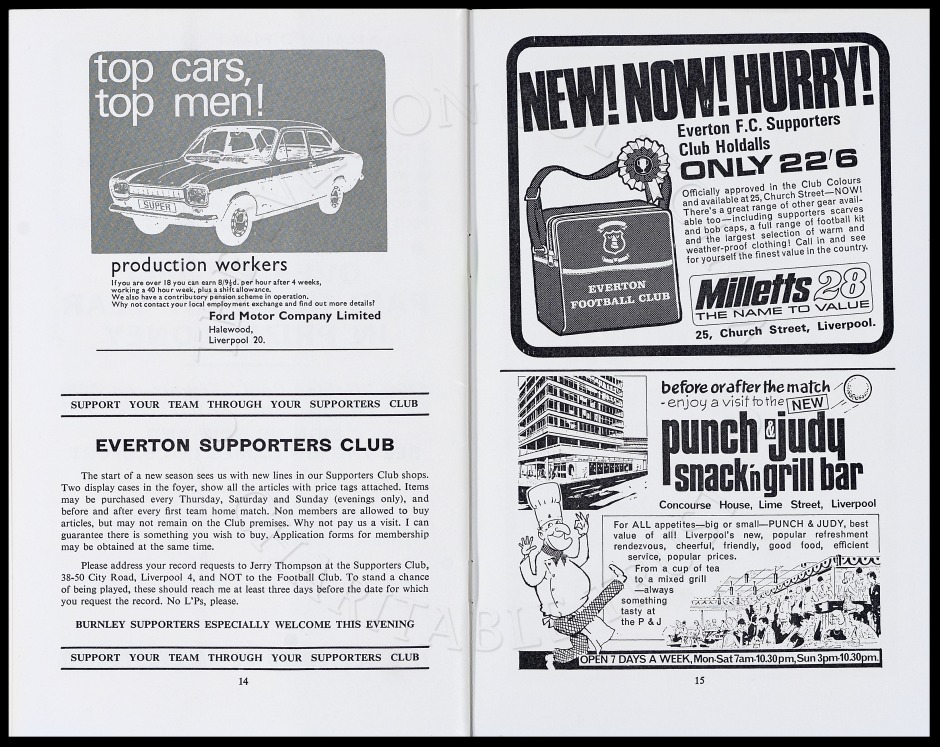 top cars,
top men!
SUPER
production workers
If you are over 18 you can earn 8/9½d. per hour after 4 weeks,
working a 40 hour week, plus a shift allowance.
We also have a contributory pension scheme in operation.
Why not contact your local employment exchange and find out more details?
Ford Motor Company Limited
Halewood,
Liverpool 20.
SUPPORT YOUR TEAM THROUGH YOUR SUPPORTERS CLUB
EVERTON SUPPORTERS CLUB
The start of a new season sees us with new lines in our Supporters Club shops.
Two display cases in the foyer, show all the articles with price tags attached. Items
may be purchased every Thursday, Saturday and Sunday (evenings only), and
before and after every first team home match. Non members are allowed to buy
articles, but may not remain on the Club premises. Why not pay us a visit. I can
guarantee there is something you wish to buy. Application forms for membership
may be obtained at the same time.
Please address your record requests to Jerry Thompson at the Supporters Club,
38-50 City Road, Liverpool 4, and NOT to the Football Club. To stand a chance
of being played, these should reach me at least three days before the date for which
you request the record. No L'Ps, please.
BURNLEY SUPPORTERS ESPECIALLY WELCOME THIS EVENING
SUPPORT YOUR TEAM THROUGH YOUR SUPPORTERS CLUB
14
NEW! NOW! HURRY!
Everton F.C. Supporters
Club Holdalls
ONLY 22'6
Officially approved in the Club Colours
and available at 25, Church Street—NOW!
There's a great range of other gear avail-
able too—including supporters scarves
and bob caps, a full range of football kit
and the largest selection of warm and
weather-proof clothing! Call in and see
for yourself the finest value in the country.
EVERTON
FOOTBALL CLUB
Milletts 28
THE NAME TO VALUE
25, Church Street, Liverpool.
before or after the match
- enjoy a visit to the NEW
punch & judy
snack 'n grill bar
Concourse House, Lime Street, Liverpool
For ALL appetites—big or small—PUNCH & JUDY, best
value of all! Liverpool's new, popular refreshment
rendezvous, cheerful, friendly, good food, efficient
service, popular prices.
From a cup of tea
to a mixed grill
—always
something
tasty at
the P & J
OPEN 7 DAYS A WEEK, Mon-Sat 7am-10.30pm, Sun 3pm-10.30pm.
15